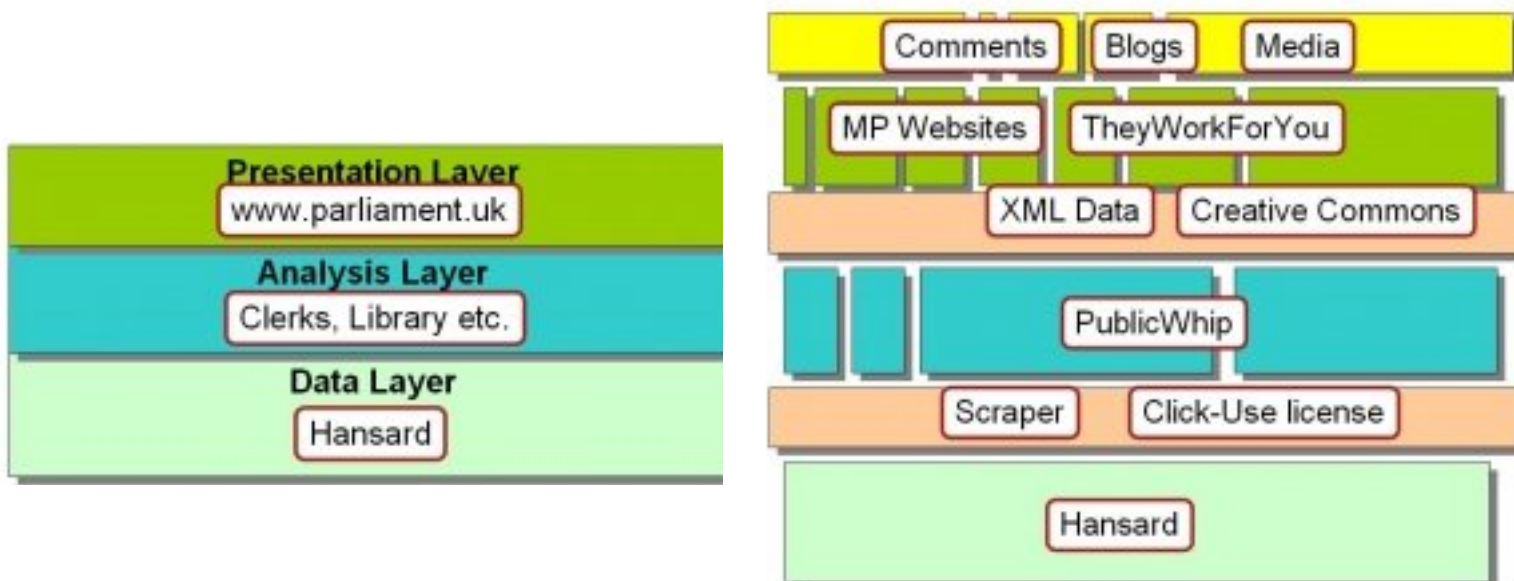 Presentation Layer
www.parliament.uk
Analysis Layer
Clerks, Library etc.
Data Layer
Hansard
Comments
Blogs
Media
MP Websites
TheyWorkForYou
XML Data
Creative Commons
PublicWhip
Scraper
Click-Use license
Hansard